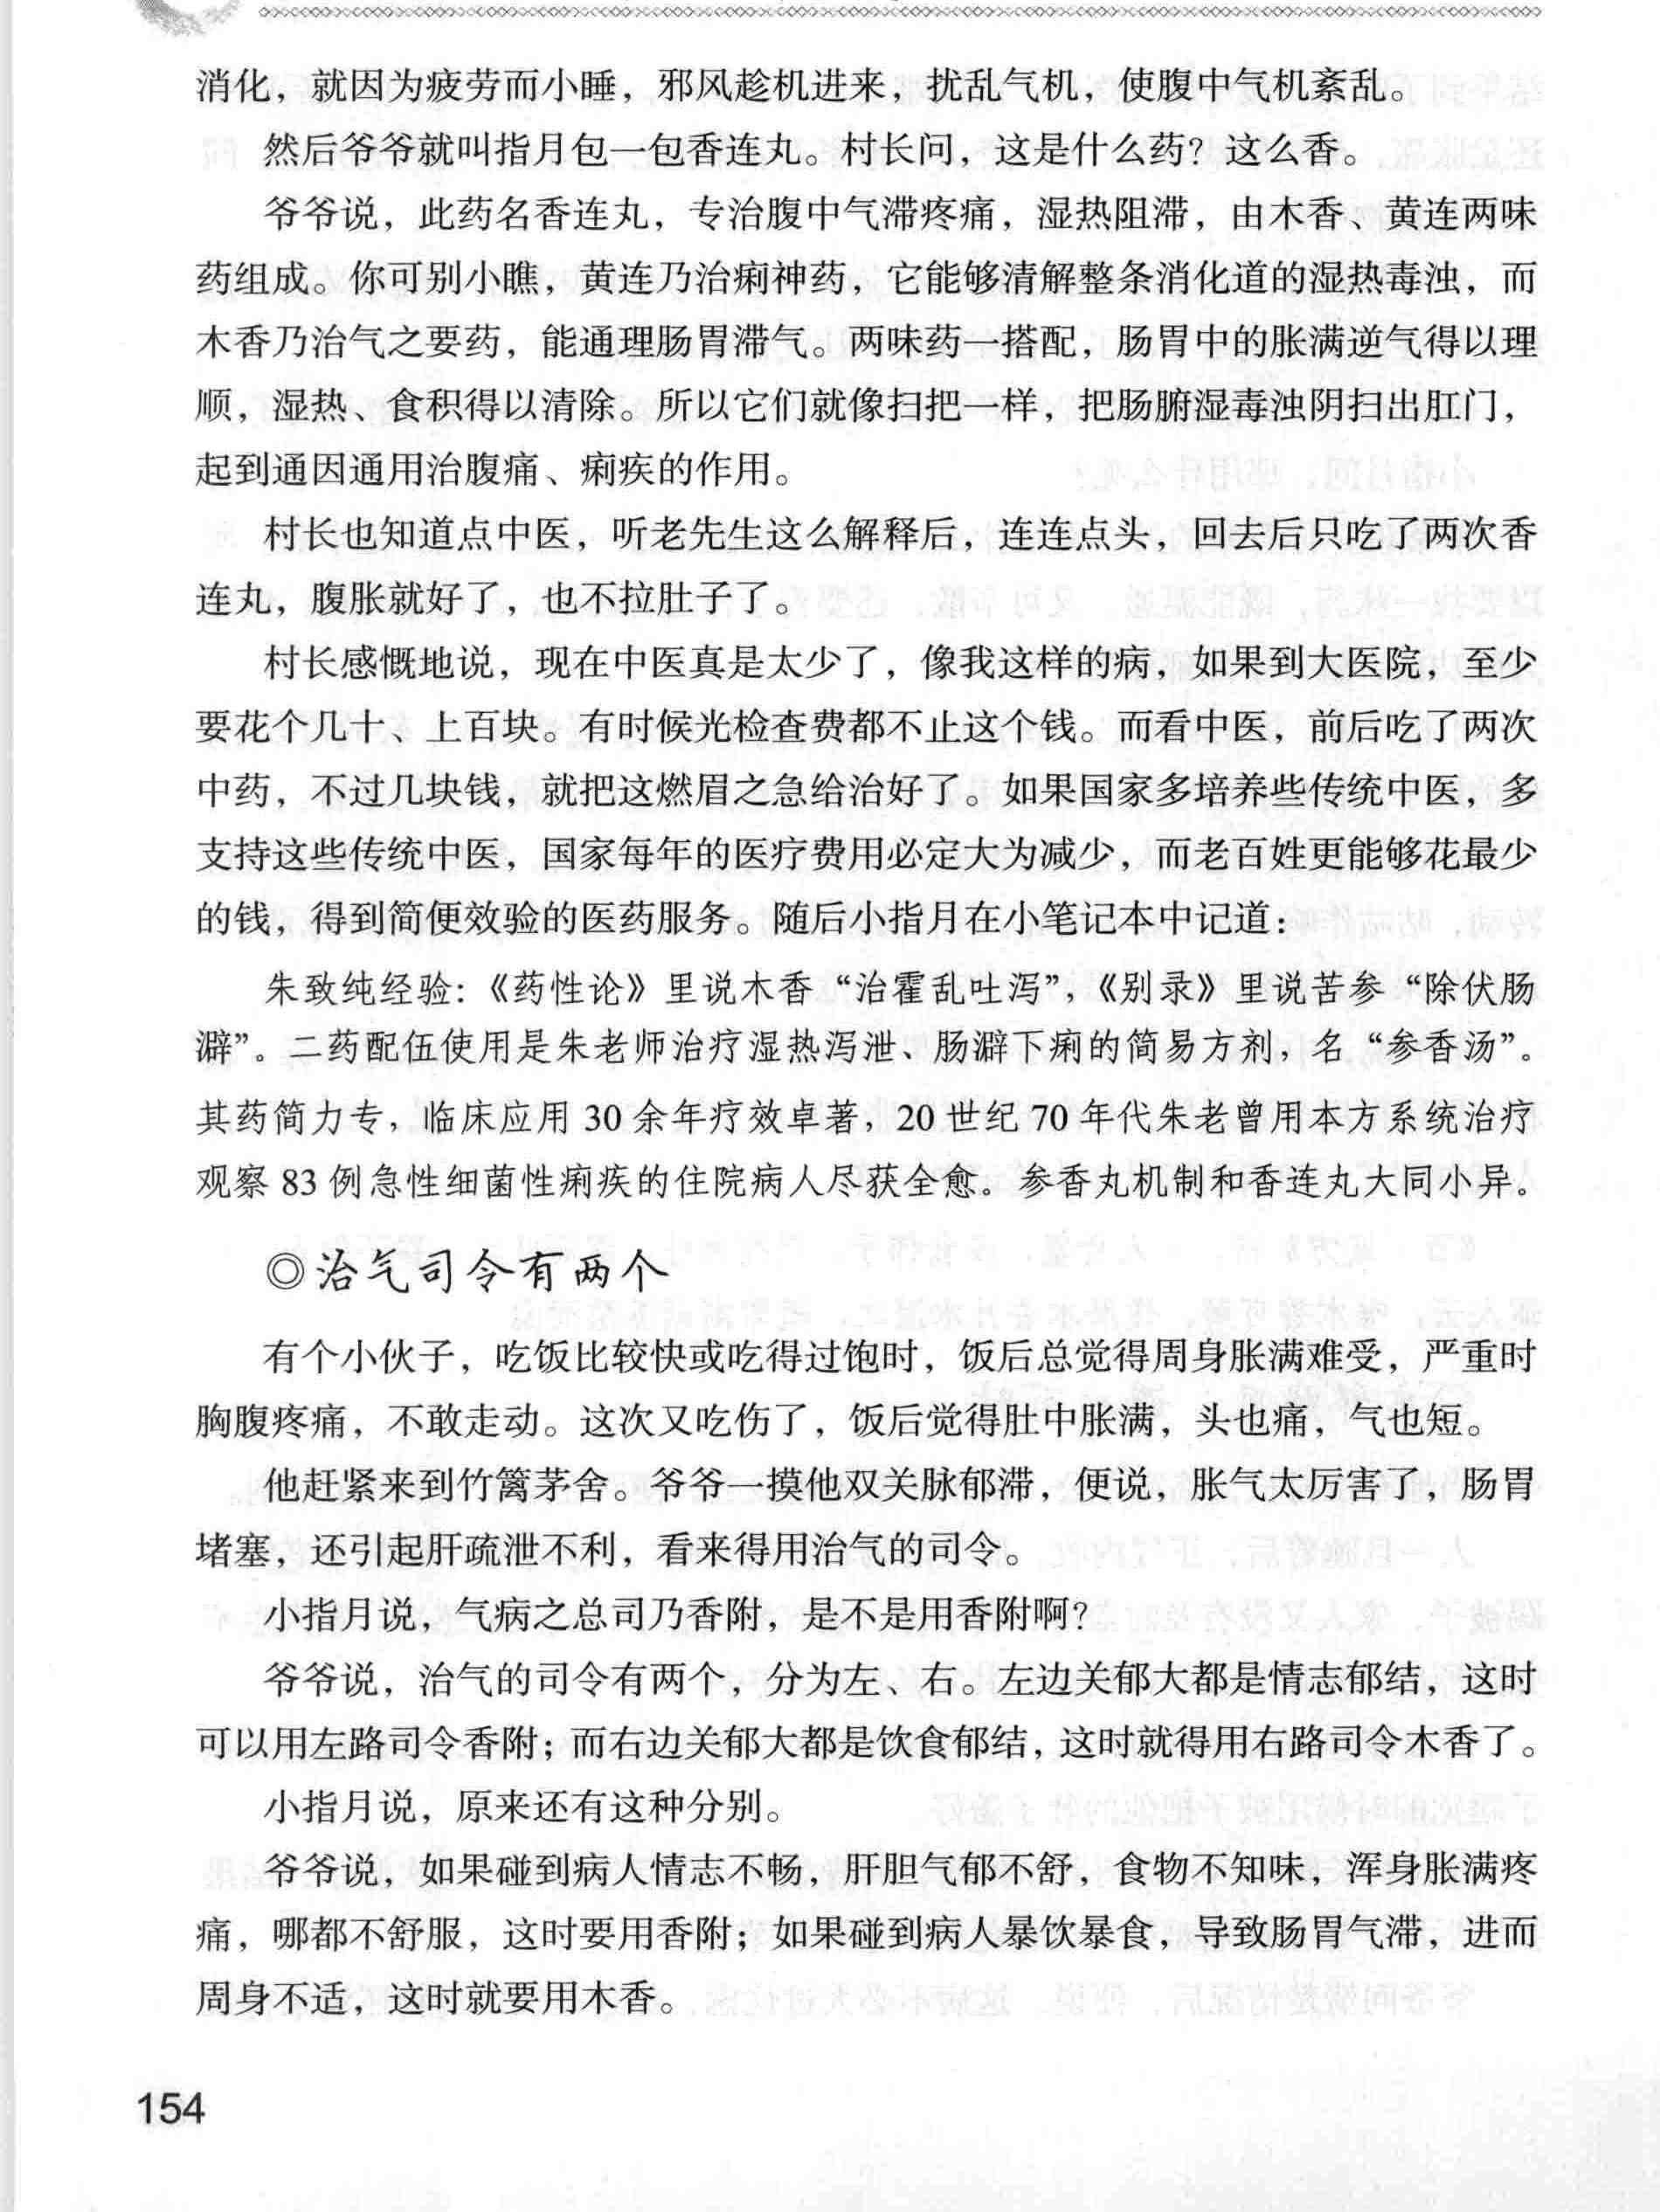 消化，就因为疲劳而小睡，邪风趁机进来，扰乱气机，使腹中气机紊乱。
然后爷爷就叫指月包一包香连丸。村长问，这是什么药？这么香。
爷爷说，此药名香连丸，专治腹中气滞疼痛，湿热阻滞，由木香、黄连两味
药组成。你可别小瞧，黄连乃治痢神药，它能够清解整条消化道的湿热毒浊，而
木香乃治气之要药，能通理肠胃滞气。两味药一搭配，肠胃中的胀满逆气得以理
顺，湿热、食积得以清除。所以它们就像扫把一样，把肠腑湿毒浊阴扫出肛门，
起到通因通用治腹痛、痢疾的作用。
村长也知道点中医，听老先生这么解释后，连连点头，回去后只吃了两次香
连丸，腹胀就好了，也不拉肚子了。
村长感慨地说，现在中医真是太少了，像我这样的病，如果到大医院，至少
要花个几十、上百块。有时候光检查费都不止这个钱。而看中医，前后吃了两次
中药，不过几块钱，就把这燃眉之急给治好了。如果国家多培养些传统中医，多
支持这些传统中医，国家每年的医疗费用必定大为减少，而老百姓更能够花最少
的钱，得到简便效验的医药服务。随后小指月在小笔记本中记道：
朱致纯经验：《药性论》里说木香“治霍乱吐泻”，《别录》里说苦参“除伏肠
澼”。二药配伍使用是朱老师治疗湿热泻泄、肠澼下痢的简易方剂，名“参香汤”。
其药简力专，临床应用 30 余年疗效卓著，20 世纪 70 年代朱老曾用本方系统治疗
观察 83 例急性细菌性痢疾的住院病人尽获全愈。参香丸机制和香连丸大同小异。
◎治气司令有两个
有个小伙子，吃饭比较快或吃得过饱时，饭后总觉得周身胀满难受，严重时
胸腹疼痛，不敢走动。这次又吃伤了，饭后觉得肚中胀满，头也痛，气也短。
他赶紧来到竹篱茅舍。爷爷一摸他双关脉郁滞，便说，胀气太厉害了，肠胃
堵塞，还引起肝疏泄不利，看来得用治气的司令。
小指月说，气病之总司乃香附，是不是用香附啊？
爷爷说，治气的司令有两个，分为左、右。左边关郁大都是情志郁结，这时
可以用左路司令香附；而右边关郁大都是饮食郁结，这时就得用右路司令木香了。
小指月说，原来还有这种分别。
爷爷说，如果碰到病人情志不畅，肝胆气郁不舒，食物不知味，浑身胀满疼
痛，哪都不舒服，这时要用香附；如果碰到病人暴饮暴食，导致肠胃气滞，进而
周身不适，这时就要用木香。
154